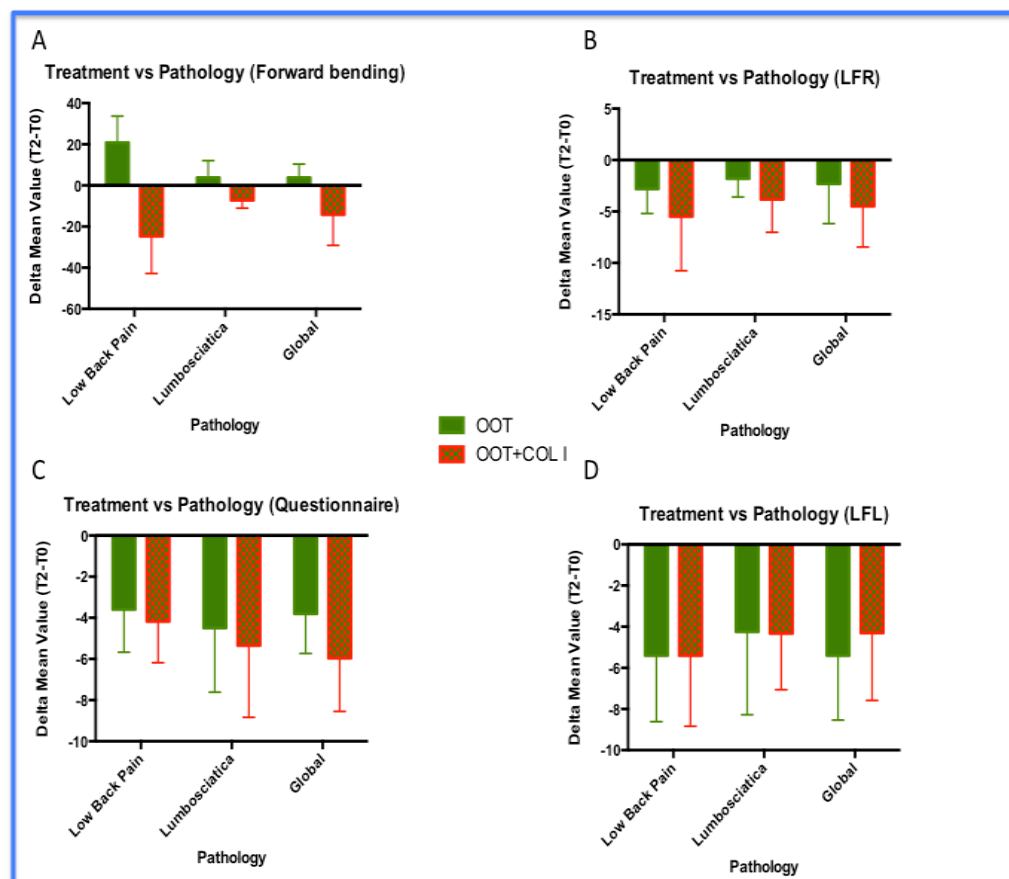 A
Treatment vs Pathology (Forward bending)
Delta Mean Value (T2-T0)
40
20
0
-20
-40
-60
Low Back Pain
Lumbosciatica
Global
Pathology
B
Treatment vs Pathology (LFR)
Delta Mean Value (T2-T0)
5
0
-5
-10
-15
Low Back Pain
Lumbosciatica
Global
Pathology
OOT
OOT+COL I
C
Treatment vs Pathology (Questionnaire)
Delta Mean Value (T2-T0)
0
-2
-4
-6
-8
-10
Low Back Pain
Lumbosciatica
Global
Pathology
D
Treatment vs Pathology (LFL)
Delta Mean Value (T2-T0)
0
-2
-4
-6
-8
-10
Low Back Pain
Lumbosciatica
Global
Pathology